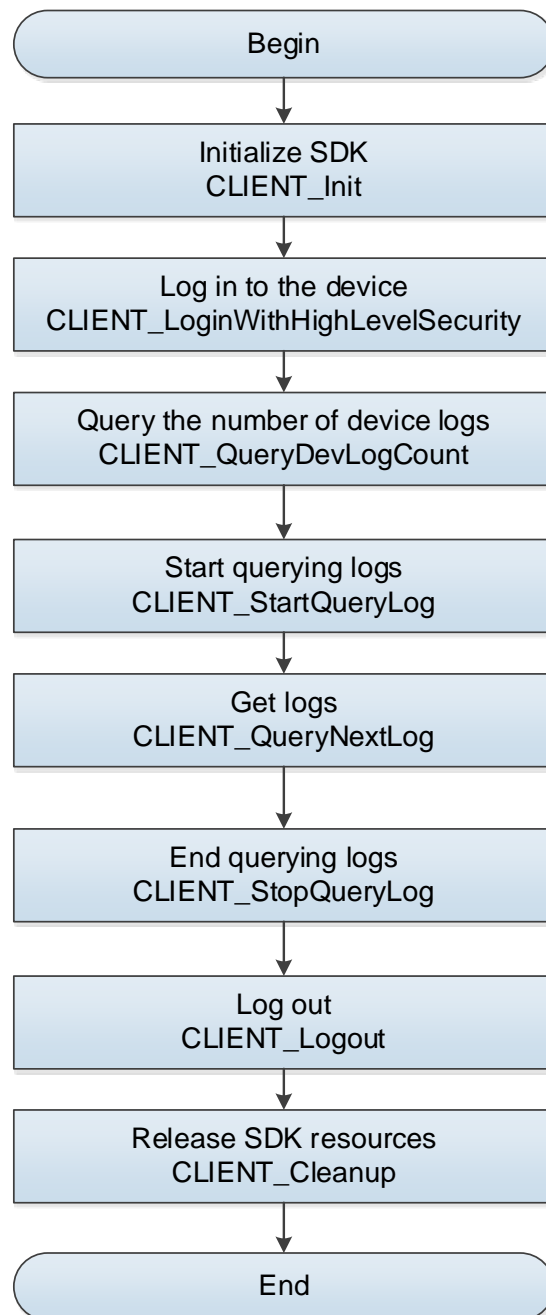 Begin
Initialize SDK
CLIENT_Init
Log in to the device
CLIENT_LoginWithHighLevelSecurity
Query the number of device logs
CLIENT_QueryDevLogCount
Start querying logs
CLIENT_StartQueryLog
Get logs
CLIENT_QueryNextLog
End querying logs
CLIENT_StopQueryLog
Log out
CLIENT_Logout
Release SDK resources
CLIENT_Cleanup
End